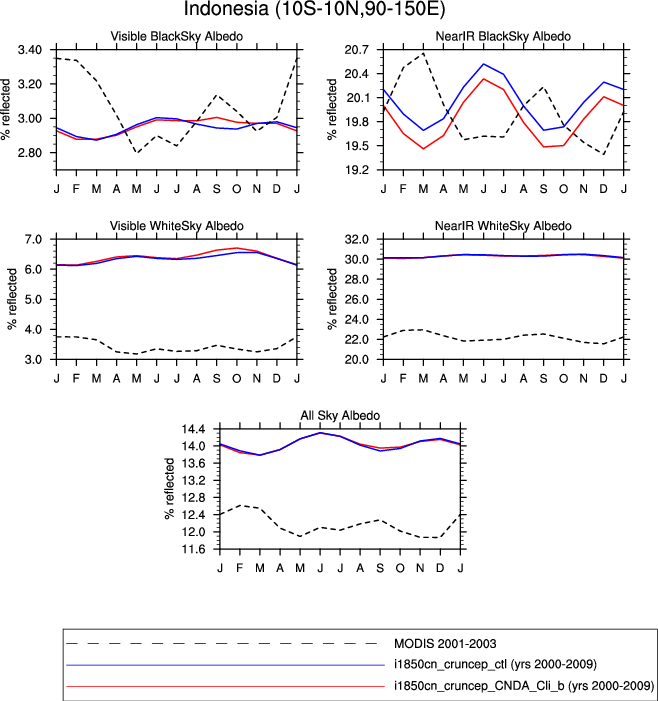 Indonesia (10S-10N,90-150E)
Visible BlackSky Albedo
% reflected
3.40
3.20
3.00
2.80
J F M A M J J A S O N D J
NearIR BlackSky Albedo
% reflected
20.7
20.4
20.1
19.8
19.5
19.2
J F M A M J J A S O N D J
Visible WhiteSky Albedo
% reflected
7.0
6.0
5.0
4.0
3.0
J F M A M J J A S O N D J
NearIR WhiteSky Albedo
% reflected
32.0
30.0
28.0
26.0
24.0
22.0
20.0
J F M A M J J A S O N D J
All Sky Albedo
% reflected
14.4
14.0
13.6
13.2
12.8
12.4
12.0
11.6
J F M A M J J A S O N D J
MODIS 2001-2003
i1850cn_cruncep_ctl (yrs 2000-2009)
i1850cn_cruncep_CNDA_Cli_b (yrs 2000-2009)